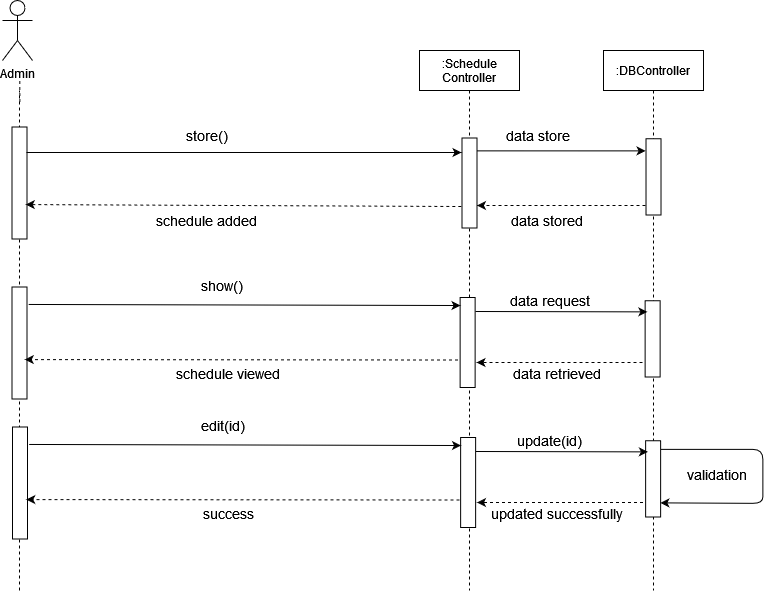 Admin
:Schedule
Controller
:DBController
store()
data store
schedule added
data stored
show()
data request
schedule viewed
data retrieved
edit(id)
update(id)
validation
success
updated successfully